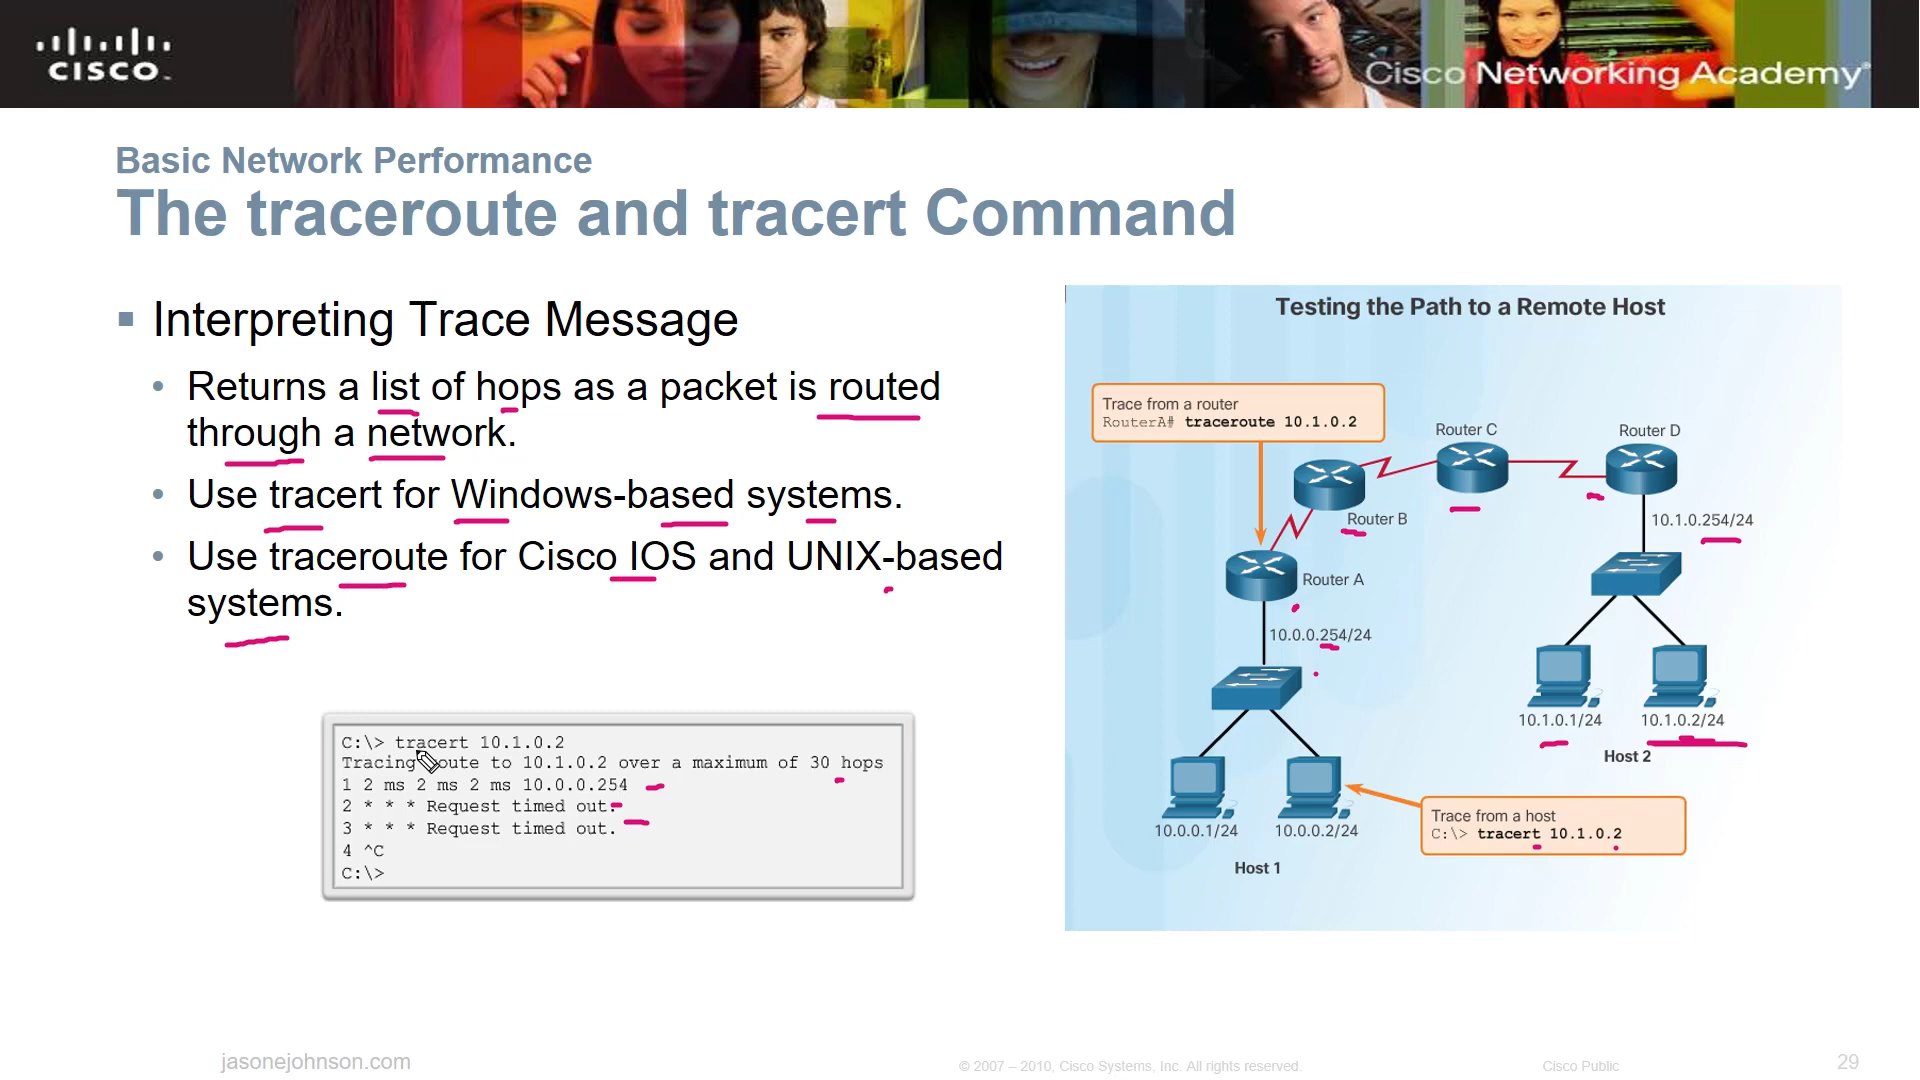 CISCO
Cisco Networking Academy®
Basic Network Performance
The traceroute and tracert Command
Interpreting Trace Message
Returns a list of hops as a packet is routed
through a network.
Use tracert for Windows-based systems.
Use traceroute for Cisco IOS and UNIX-based
systems.
C:\> tracert 10.1.0.2
Tracing route to 10.1.0.2 over a maximum of 30 hops
1 2 ms 2 ms 2 ms 10.0.0.254
2 * * * Request timed out.
3 * * * Request timed out.
4 ^C
C:\>
Testing the Path to a Remote Host
Trace from a router
RouterA# traceroute 10.1.0.2
Router C
Router D
Router B
10.1.0.254/24
Router A
10.0.0.254/24
10.1.0.1/24
10.1.0.2/24
Host 2
Trace from a host
C:\> tracert 10.1.0.2
10.0.0.1/24
10.0.0.2/24
Host 1
jasonejohnson.com
© 2007 – 2010, Cisco Systems, Inc. All rights reserved.
Cisco Public
29